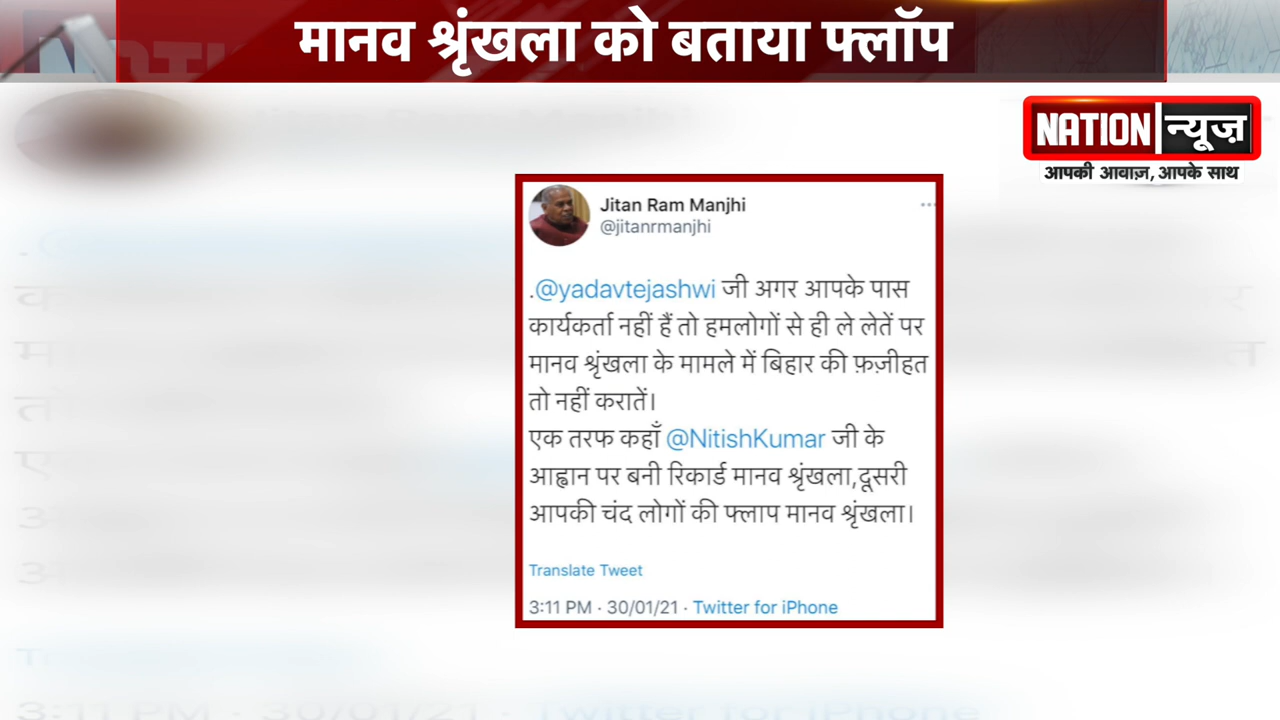 मानव श्रृंखला को बताया फ्लॉप
NATION न्यूज़
आपकी आवाज़, आपके साथ
Jitan Ram Manjhi
@jitanrmanjhi
.@yadavtejashwi जी अगर आपके पास
कार्यकर्ता नहीं हैं तो हमलोगों से ही ले लेतें पर
मानव श्रृंखला के मामले में बिहार की फ़ज़ीहत
तो नहीं करातें।
एक तरफ कहाँ @NitishKumar जी के
आह्वान पर बनी रिकार्ड मानव श्रृंखला,दूसरी
आपकी चंद लोगों की फ्लाप मानव श्रृंखला।
Translate Tweet
3:11 PM · 30/01/21 · Twitter for iPhone